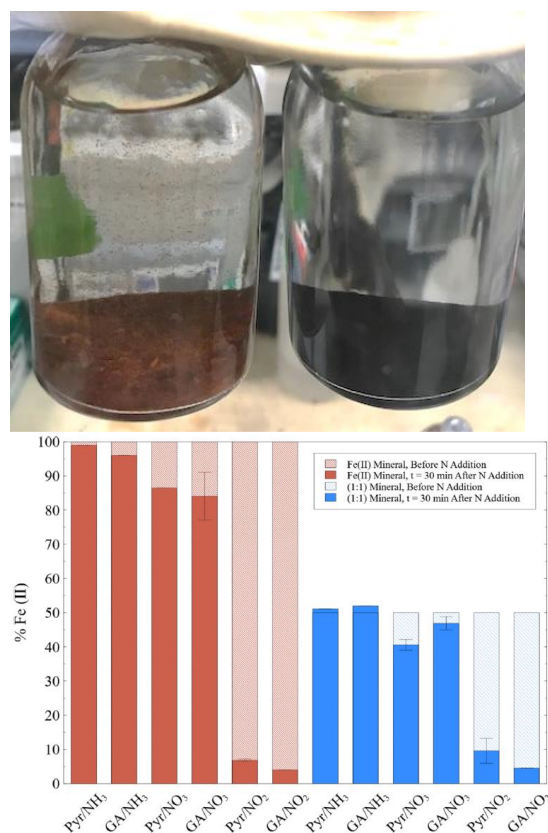 100
90
80
70
60
50
40
30
20
10
0
% Fe (II)
Fe(II) Mineral, Before N Addition
Fe(II) Mineral, t = 30 min After N Addition
(1:1) Mineral, Before N Addition
(1:1) Mineral, t = 30 min After N Addition
Pyr/NH₃
GA/NH₃
Pyr/NO₃
GA/NO₃
Pyr/NO₂
GA/NO₂
Pyr/NH₃
GA/NH₃
Pyr/NO₃
GA/NO₃
Pyr/NO₂
GA/NO₂